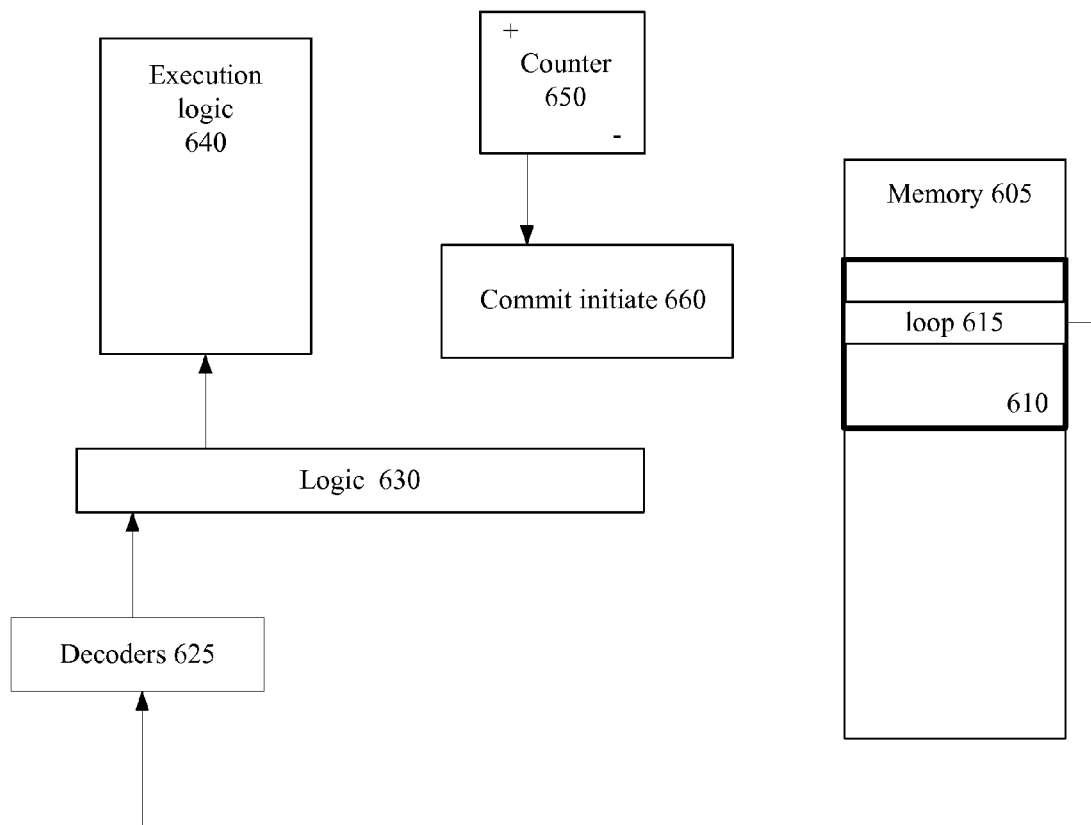 Execution
logic
640
+
Counter
650
-
Memory 605
Commit initiate 660
loop 615
610
Logic 630
Decoders 625